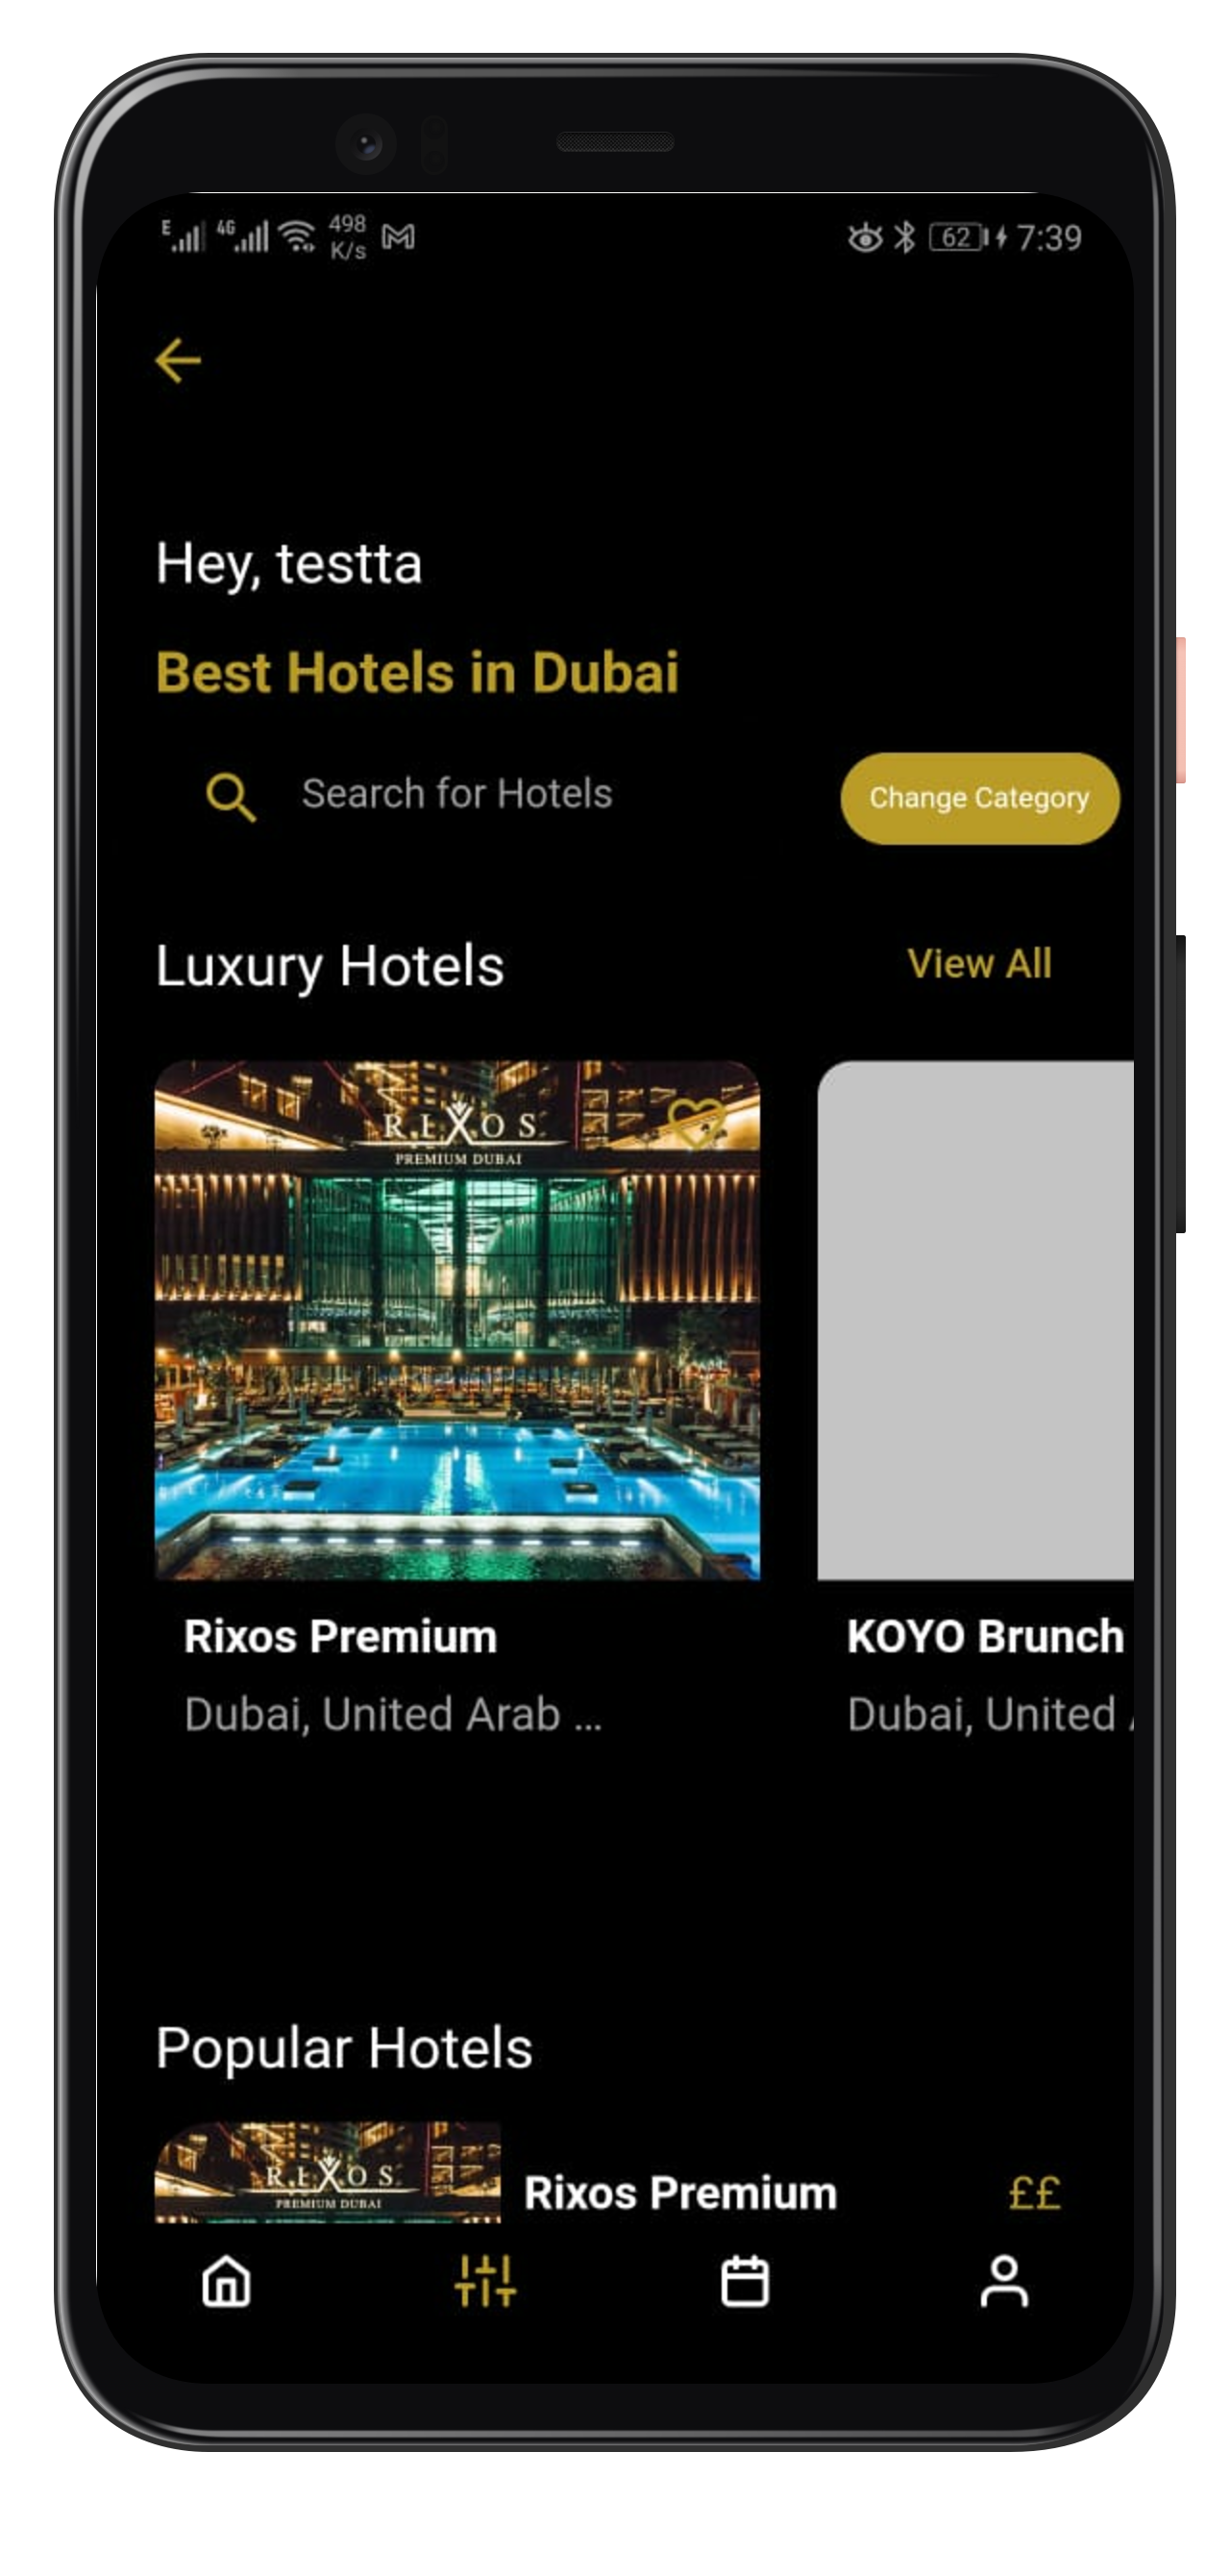 E 4G 498 K/s 62 7:39
Hey, testta
Best Hotels in Dubai
Search for Hotels
Change Category
Luxury Hotels
View All
RIXOS
PREMIUM DUBAI
Rixos Premium
KOYO Brunch
Dubai, United Arab ...
Dubai, United
Popular Hotels
RIXOS
PREMIUM DUBAI
Rixos Premium
££